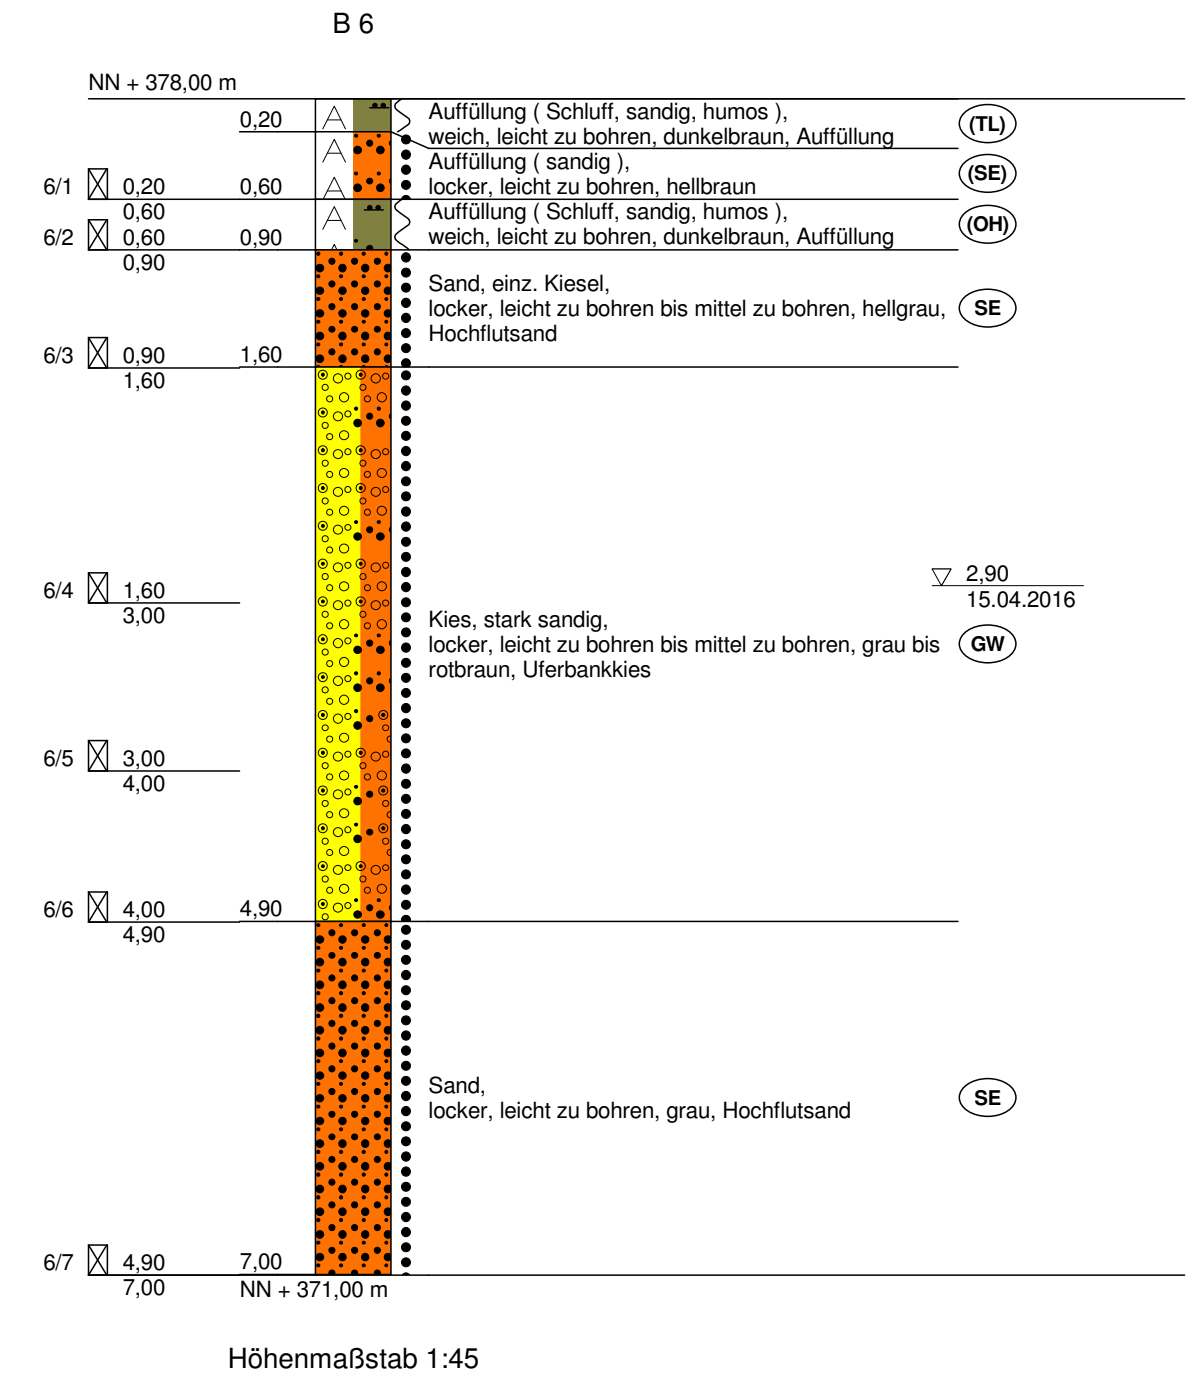 B 6
NN + 378,00 m
0,20
A
Auffüllung ( Schluff, sandig, humos ),
weich, leicht zu bohren, dunkelbraun, Auffüllung
(TL)
A
Auffüllung ( sandig ),
locker, leicht zu bohren, hellbraun
(SE)
6/1
0,20
0,60
0,60
A
A
Auffüllung ( Schluff, sandig, humos ),
weich, leicht zu bohren, dunkelbraun, Auffüllung
(OH)
6/2
0,60
0,90
0,90
Sand, einz. Kiesel,
locker, leicht zu bohren bis mittel zu bohren, hellgrau,
Hochflutsand
SE
6/3
0,90
1,60
1,60
6/4
1,60
3,00
2,90
15.04.2016
Kies, stark sandig,
locker, leicht zu bohren bis mittel zu bohren, grau bis
rotbraun, Uferbankkies
GW
6/5
3,00
4,00
6/6
4,00
4,90
4,90
Sand,
locker, leicht zu bohren, grau, Hochflutsand
SE
6/7
4,90
7,00
7,00
NN + 371,00 m
Höhenmaßstab 1:45